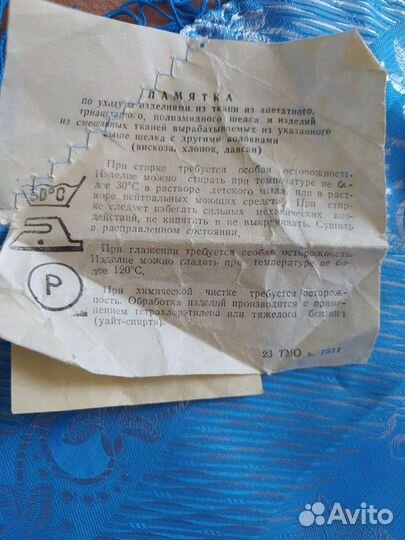 ПАМЯТКА
по уходу за изделиями из ткани из ацетатного,
триацетатного, полиамидного шелка и изделий
из смешанных тканей вырабатываемых из указанного
выше шелка с другими волокнами
(вискоза, хлопок, лавсан)
При стирке требуется особая осторожность.
Изделие можно стирать при температуре не бо-
лее 30°С в растворе детского мыла или в раст-
воре, нейтральных моющих средств. При стир-
ке следует избегать сильных механических воз-
действий, не кипятить и не выкручивать. Сушить
в расправленном состоянии.
30°C
При глажении требуется особая осторожность.
Изделие можно гладить при температуре не бо-
лее 120°С.
При химической чистке требуется осторож-
ность. Обработка изделий производится с приме-
нением тетрахлорэтилена или тяжелого бензина
(уайт-спирта).
P
23 ТМО з. 1511
Avito